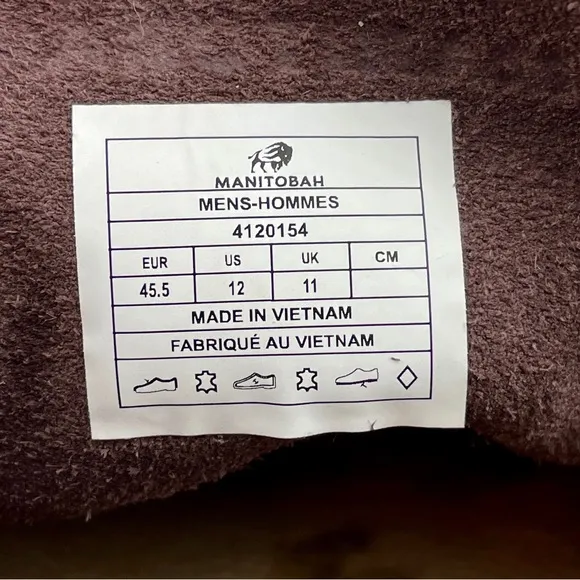 MANITOBAH
MENS-HOMMES
4120154
EUR US UK CM
45.5 12 11
MADE IN VIETNAM
FABRIQUÉ AU VIETNAM